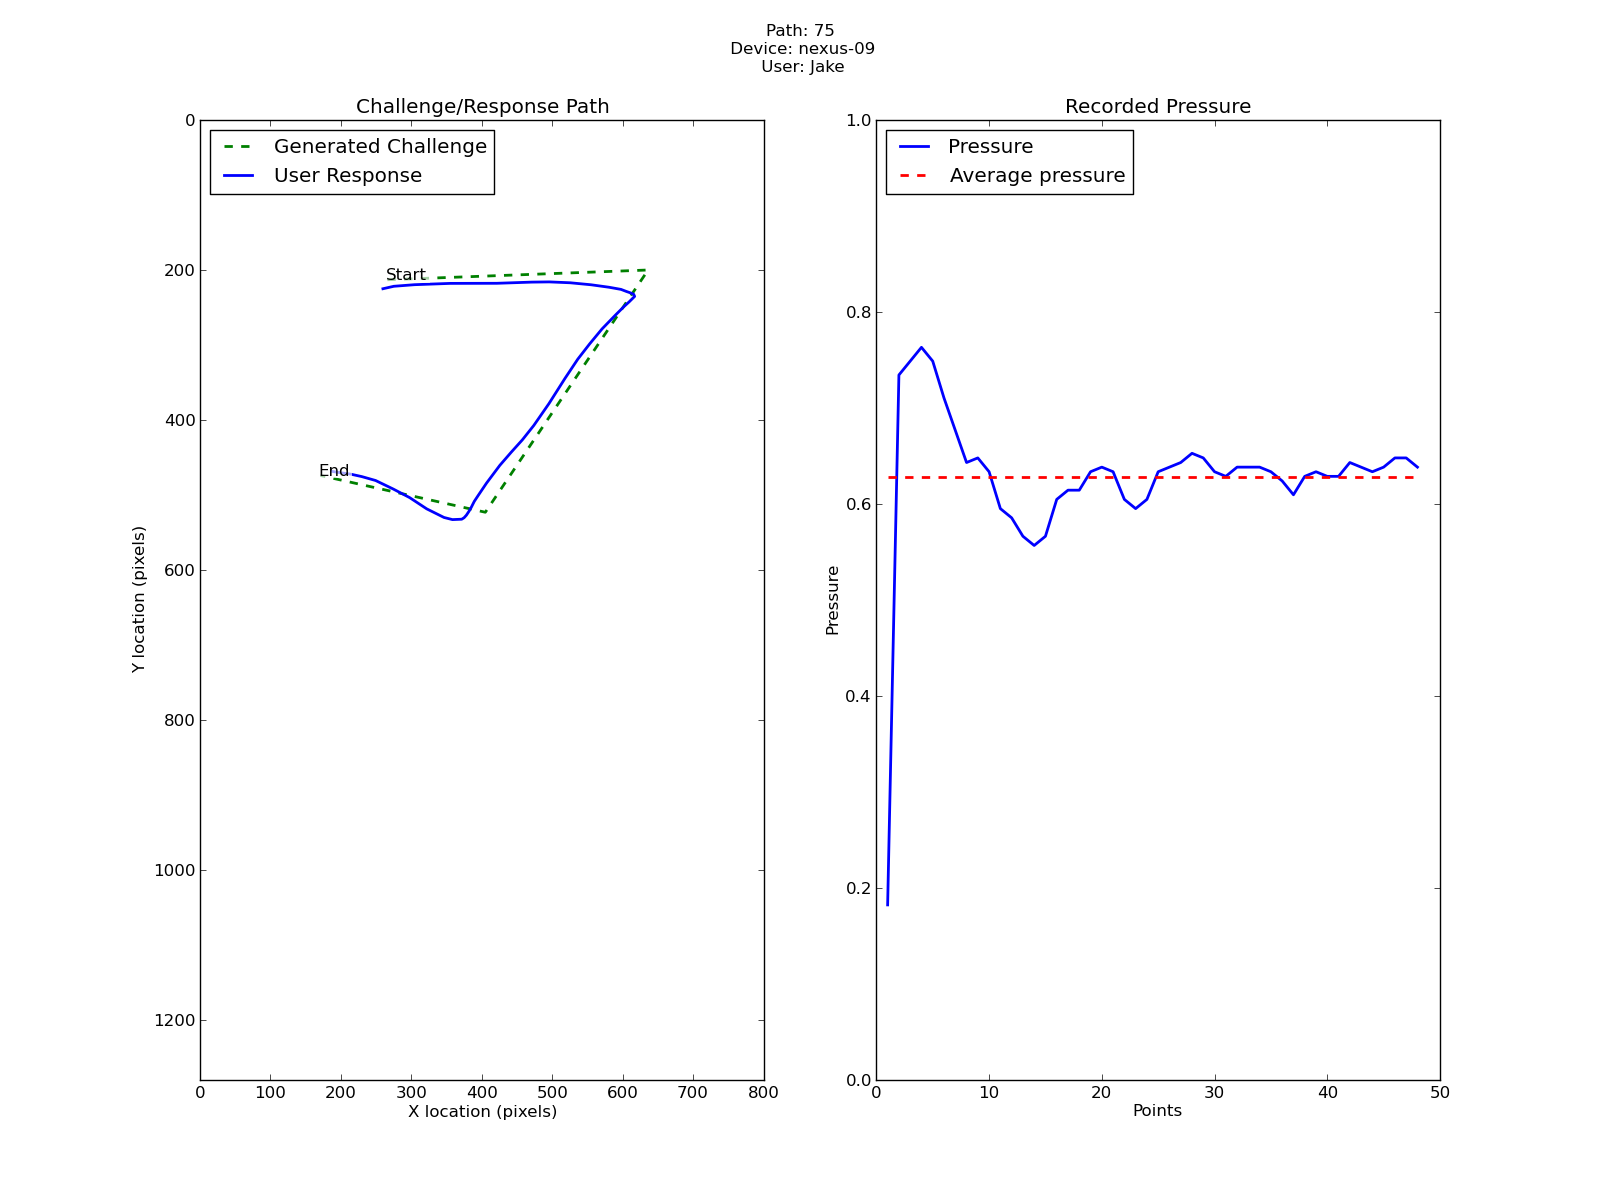 Path: 75
Device: nexus-09
User: Jake
Challenge/Response Path
Generated Challenge
User Response
Start
End
0
200
400
600
800
1000
1200
Y location (pixels)
0 100 200 300 400 500 600 700 800
X location (pixels)
Recorded Pressure
Pressure
Average pressure
1.0
0.8
0.6
0.4
0.2
0.0
Pressure
0 10 20 30 40 50
Points